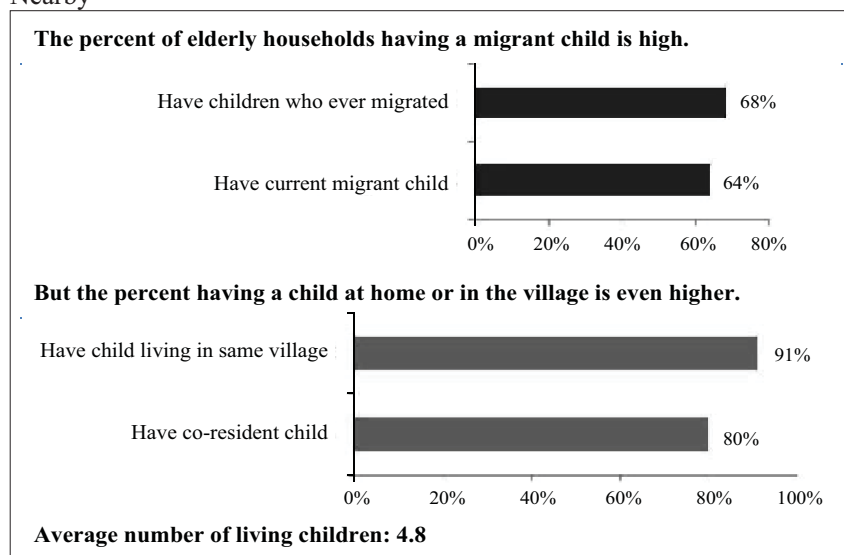 Nearby
The percent of elderly households having a migrant child is high.
Have children who ever migrated
68%
Have current migrant child
64%
0% 20% 40% 60% 80%
But the percent having a child at home or in the village is even higher.
Have child living in same village
91%
Have co-resident child
80%
0% 20% 40% 60% 80% 100%
Average number of living children: 4.8